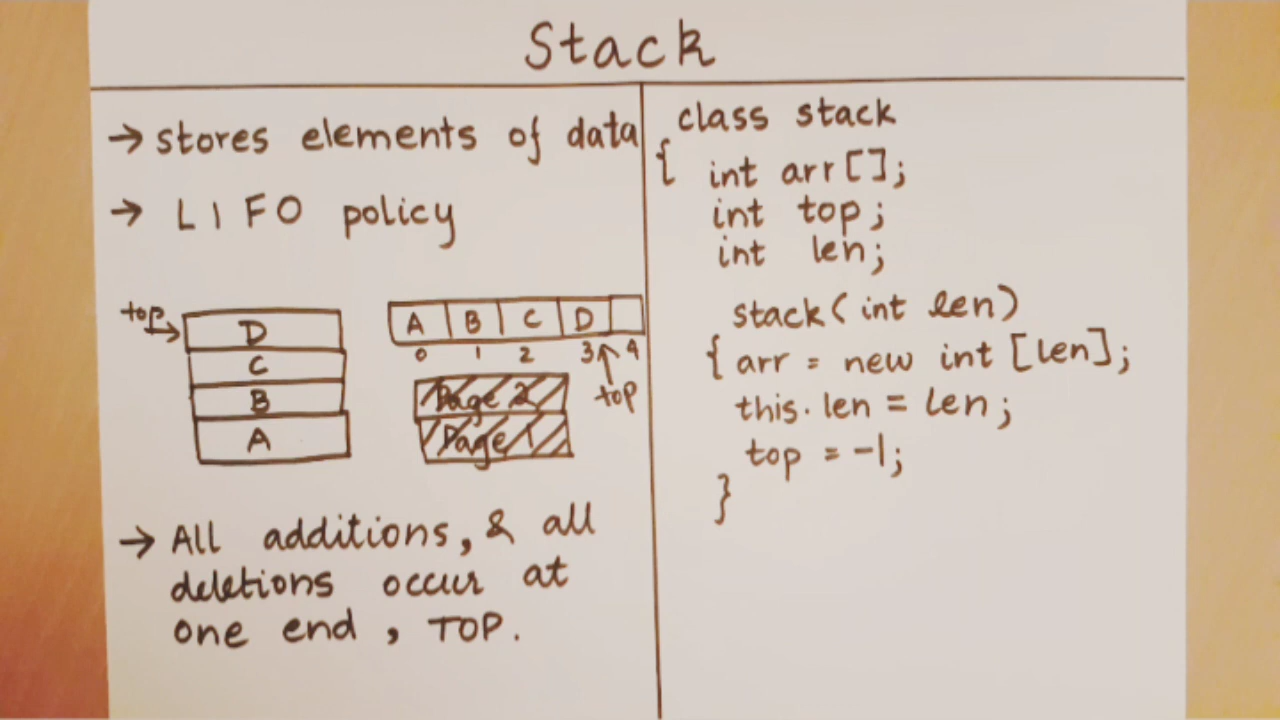 Stack
→ stores elements of data
→ LIFO policy
top
D
C
B
A
A B C D
0 1 2 3 4
top
Page 2
Page 1
→ All additions, & all
deletions occur at
one end, TOP.
class stack
{ int arr[];
int top;
int len;
stack( int len)
{ arr = new int [len];
this. len = len;
top = -1;
}